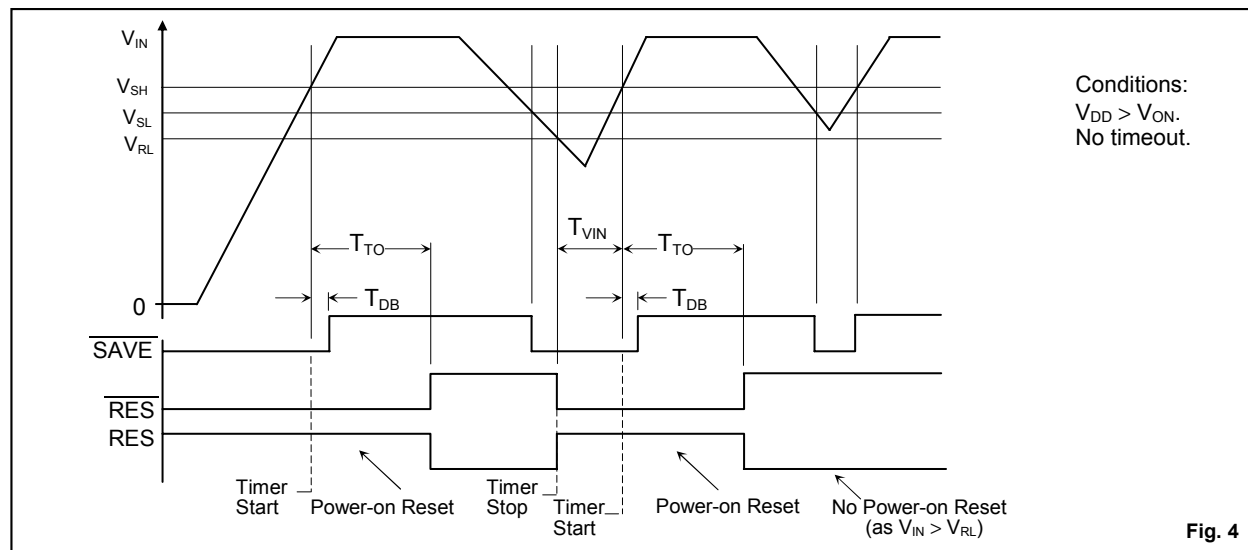 VIN
VSH
VSL
VRL
0
Conditions:
VDD > VON.
No timeout.
TTO
TVIN
TTO
TDB
TDB
SAVE
RES
RES
Timer
Start
Power-on Reset
Timer
Stop
Timer
Start
Power-on Reset
No Power-on Reset
(as VIN > VRL)
Fig. 4